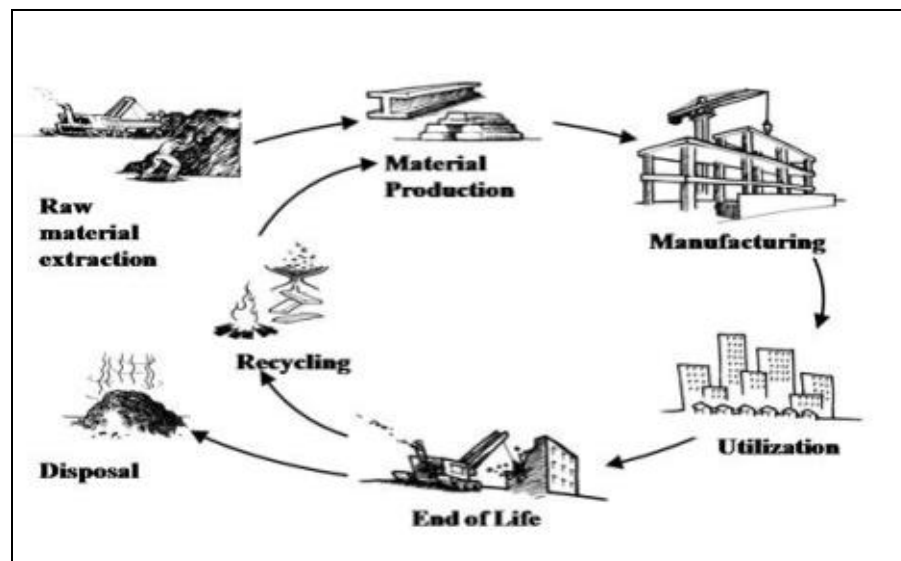 Raw
material
extraction
Material
Production
Manufacturing
Utilization
End of Life
Recycling
Disposal